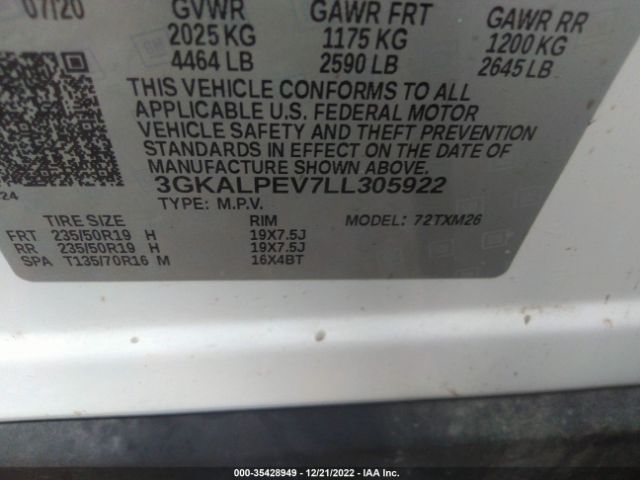 07/20 GVWR GAWR FRT GAWR RR
2025 KG 1175 KG 1200 KG
4464 LB 2590 LB 2645 LB
THIS VEHICLE CONFORMS TO ALL
APPLICABLE U.S. FEDERAL MOTOR
VEHICLE SAFETY AND THEFT PREVENTION
STANDARDS IN EFFECT ON THE DATE OF
MANUFACTURE SHOWN ABOVE.
24
3GKALPEV7LL305922
TYPE: M.P.V. MODEL: 72TXM26
TIRE SIZE RIM
FRT 235/50R19 H 19X7.5J
RR 235/50R19 H 19X7.5J
SPA T135/70R16 M 16X4BT
000-35428949 - 12/21/2022 - IAA Inc.